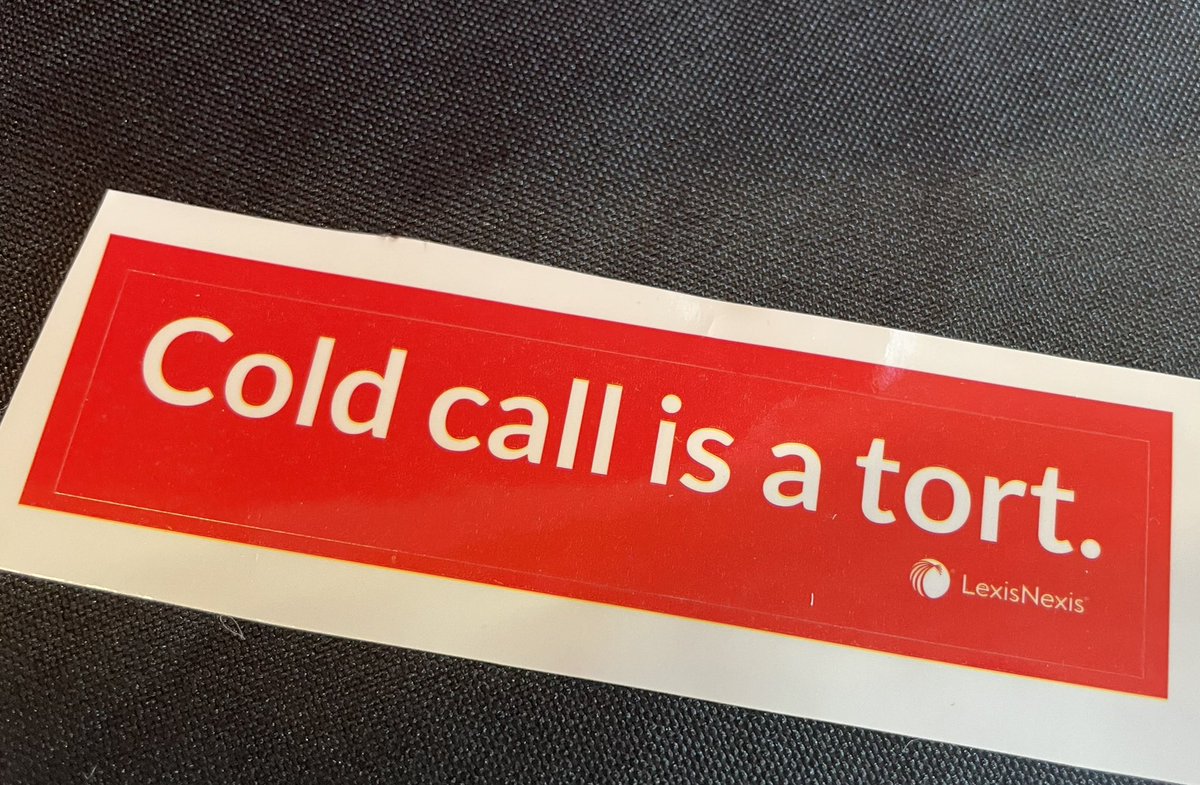 Cold call is a tort.
LexisNexis®